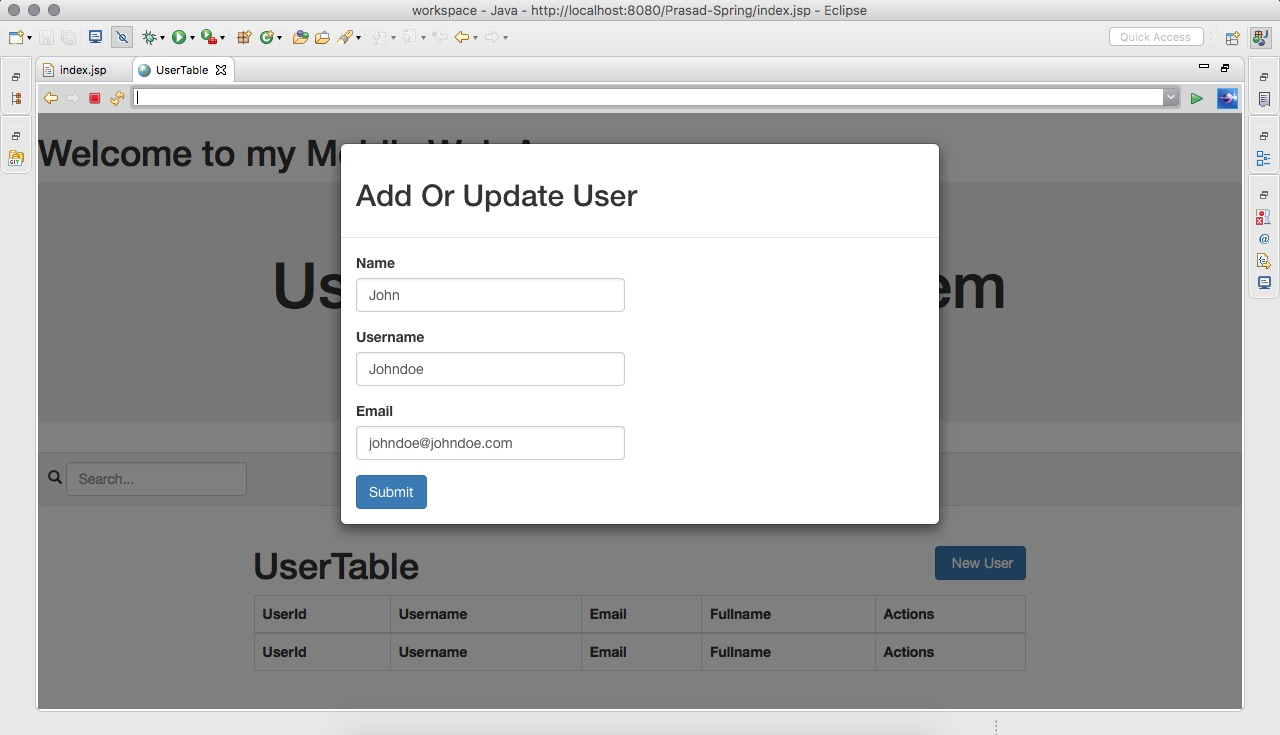 workspace - Java - http://localhost:8080/Prasad-Spring/index.jsp - Eclipse
Quick Access
index.jsp
UserTable
Welcome to my
Add Or Update User
Name
John
Username
Johndoe
Email
johndoe@johndoe.com
Search...
Submit
UserTable
New User
UserId Username Email Fullname Actions
UserId Username Email Fullname Actions
GIT